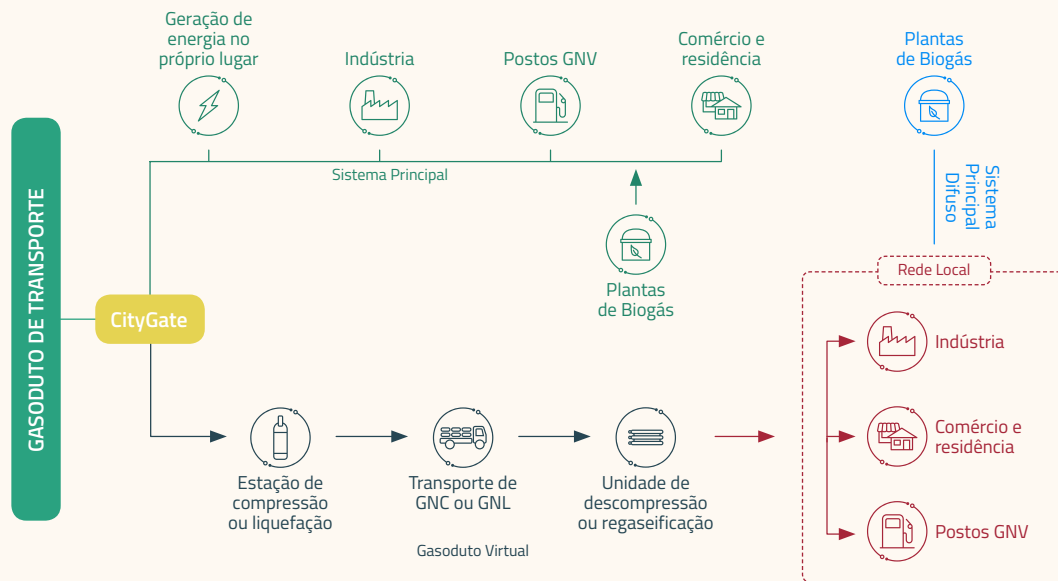 Geração de
energia no
próprio lugar
Indústria
Postos GNV
Comércio e
residência
Plantas
de Biogás
Sistema Principal
Sistema
Principal
Difuso
Plantas
de Biogás
GASODUTO DE TRANSPORTE
CityGate
Rede Local
Indústria
Comércio e
residência
Postos GNV
Estação de
compressão
ou liquefação
Transporte de
GNC ou GNL
Unidade de
descompressão
ou regaseificação
Gasoduto Virtual